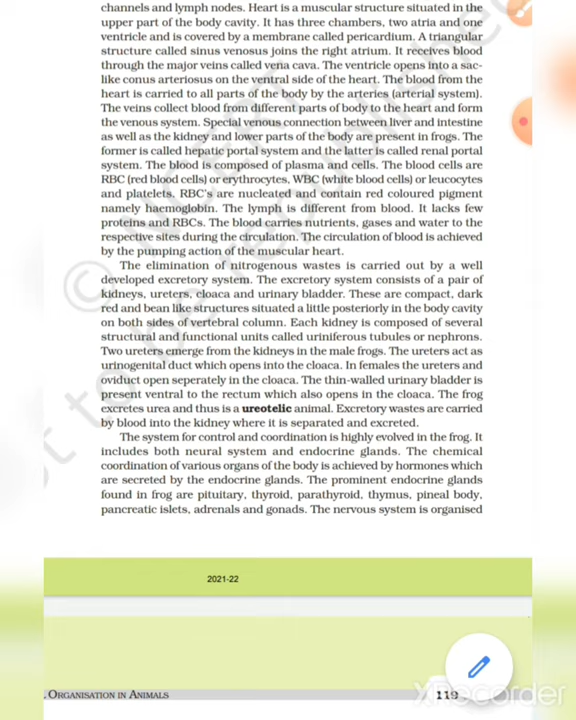 channels and lymph nodes. Heart is a muscular structure situated in the
upper part of the body cavity. It has three chambers, two atria and one
ventricle and is covered by a membrane called pericardium. A triangular
structure called sinus venosus joins the right atrium. It receives blood
through the major veins called vena cava. The ventricle opens into a sac-
like conus arteriosus on the ventral side of the heart. The blood from the
heart is carried to all parts of the body by the arteries (arterial system).
The veins collect blood from different parts of body to the heart and form
the venous system. Special venous connection between liver and intestine
as well as the kidney and lower parts of the body are present in frogs. The
former is called hepatic portal system and the latter is called renal portal
system. The blood is composed of plasma and cells. The blood cells are
RBC (red blood cells) or erythrocytes, WBC (white blood cells) or leucocytes
and platelets. RBC's are nucleated and contain red coloured pigment
namely haemoglobin. The lymph is different from blood. It lacks few
proteins and RBCs. The blood carries nutrients, gases and water to the
respective sites during the circulation. The circulation of blood is achieved
by the pumping action of the muscular heart.
The elimination of nitrogenous wastes is carried out by a well
developed excretory system. The excretory system consists of a pair of
kidneys, ureters, cloaca and urinary bladder. These are compact, dark
red and bean like structures situated a little posteriorly in the body cavity
on both sides of vertebral column. Each kidney is composed of several
structural and functional units called uriniferous tubules or nephrons.
Two ureters emerge from the kidneys in the male frogs. The ureters act as
urinogenital duct which opens into the cloaca. In females the ureters and
oviduct open seperately in the cloaca. The thin-walled urinary bladder is
present ventral to the rectum which also opens in the cloaca. The frog
excretes urea and thus is a ureotelic animal. Excretory wastes are carried
by blood into the kidney where it is separated and excreted.
The system for control and coordination is highly evolved in the frog. It
includes both neural system and endocrine glands. The chemical
coordination of various organs of the body is achieved by hormones which
are secreted by the endocrine glands. The prominent endocrine glands
found in frog are pituitary, thyroid, parathyroid, thymus, pineal body,
pancreatic islets, adrenals and gonads. The nervous system is organised
2021-22
ORGANISATION IN ANIMALS
119
XRecorder
© NCERT
not to be republished